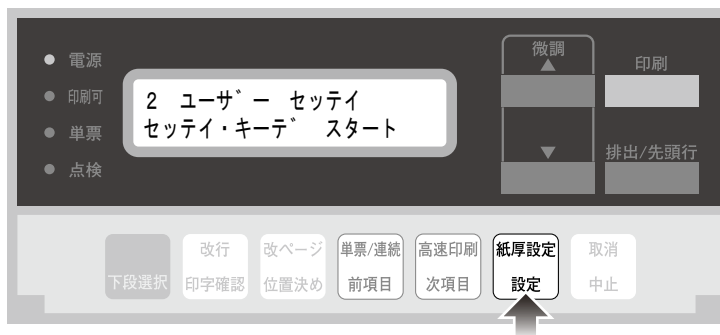 電源
印刷可
単票
点検
2 ユーザー セッテイ
セッテイ・キーデ スタート
微調
▲
▼
印刷
排出/先頭行
下段選択
改行
印字確認
改ページ
位置決め
単票/連続
前項目
高速印刷
次項目
紙厚設定
設定
取消
中止